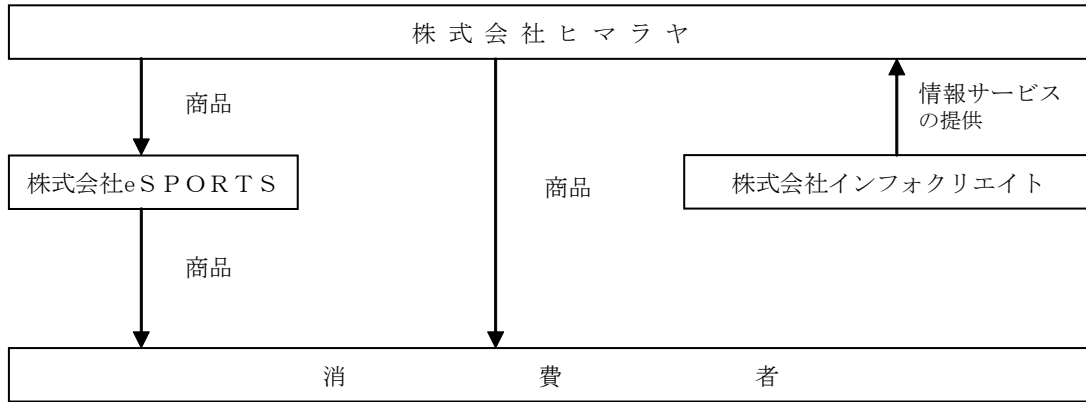 株式会社ヒマラヤ
商品
情報サービス
の提供
株式会社eSPORTS
商品
株式会社インフォクリエイト
商品
消費者